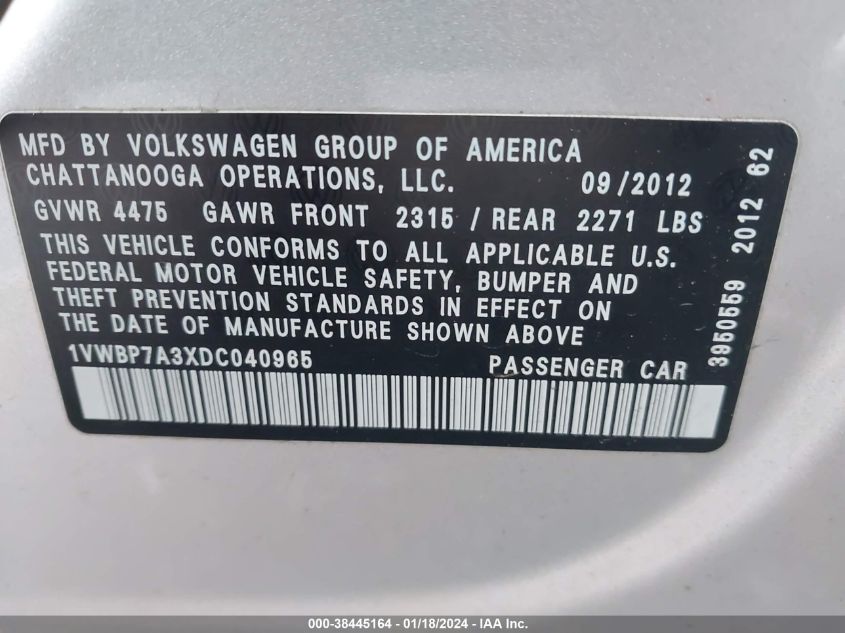 MFD BY VOLKSWAGEN GROUP OF AMERICA
CHATTANOOGA OPERATIONS, LLC. 09/2012
GVWR 4475 GAWR FRONT 2315 / REAR 2271 LBS
THIS VEHICLE CONFORMS TO ALL APPLICABLE U.S.
FEDERAL MOTOR VEHICLE SAFETY, BUMPER AND
THEFT PREVENTION STANDARDS IN EFFECT ON
THE DATE OF MANUFACTURE SHOWN ABOVE
1VWBP7A3XDC040965 PASSENGER CAR
3950559 2012 62
000-38445164 - 01/18/2024 - IAA, Inc.